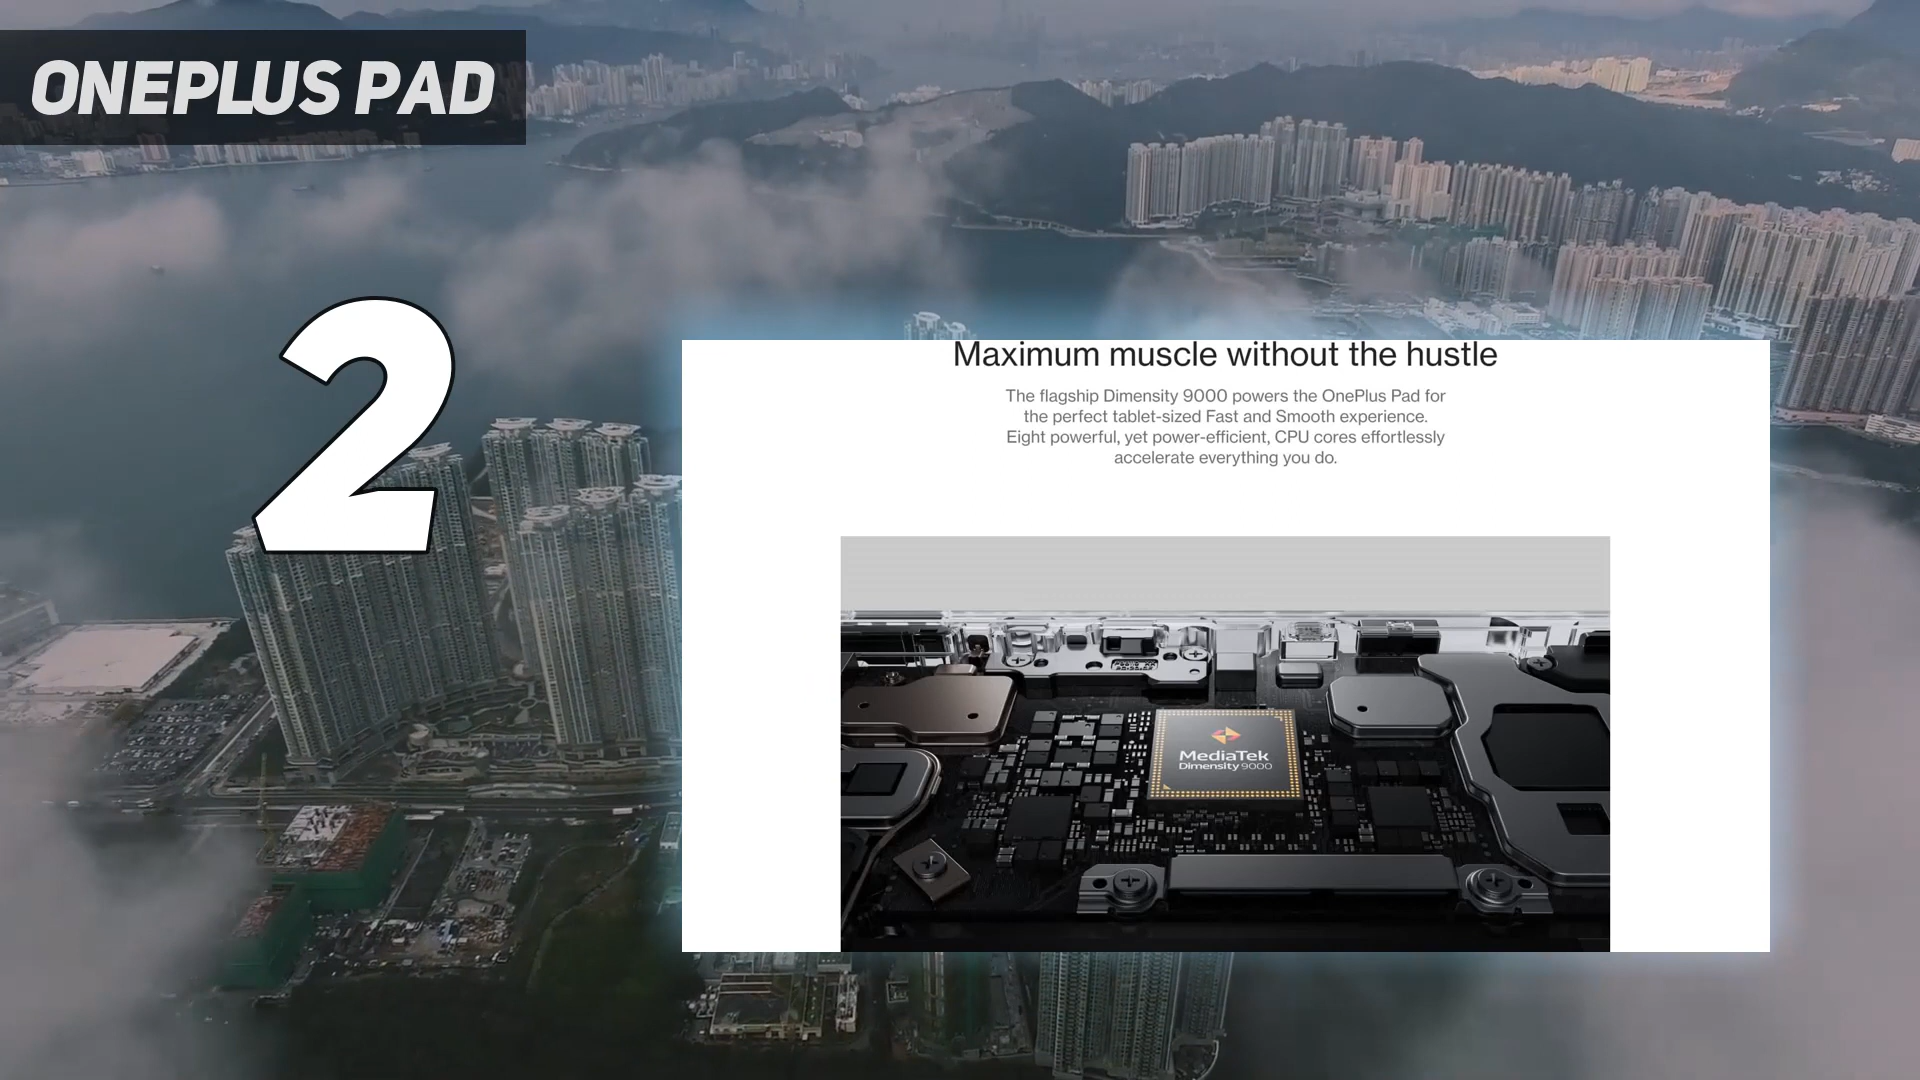 ONEPLUS PAD
2
Maximum muscle without the hustle
The flagship Dimensity 9000 powers the OnePlus Pad for
the perfect tablet-sized Fast and Smooth experience.
Eight powerful, yet power-efficient, CPU cores effortlessly
accelerate everything you do.
MediaTek
Dimensity 9000